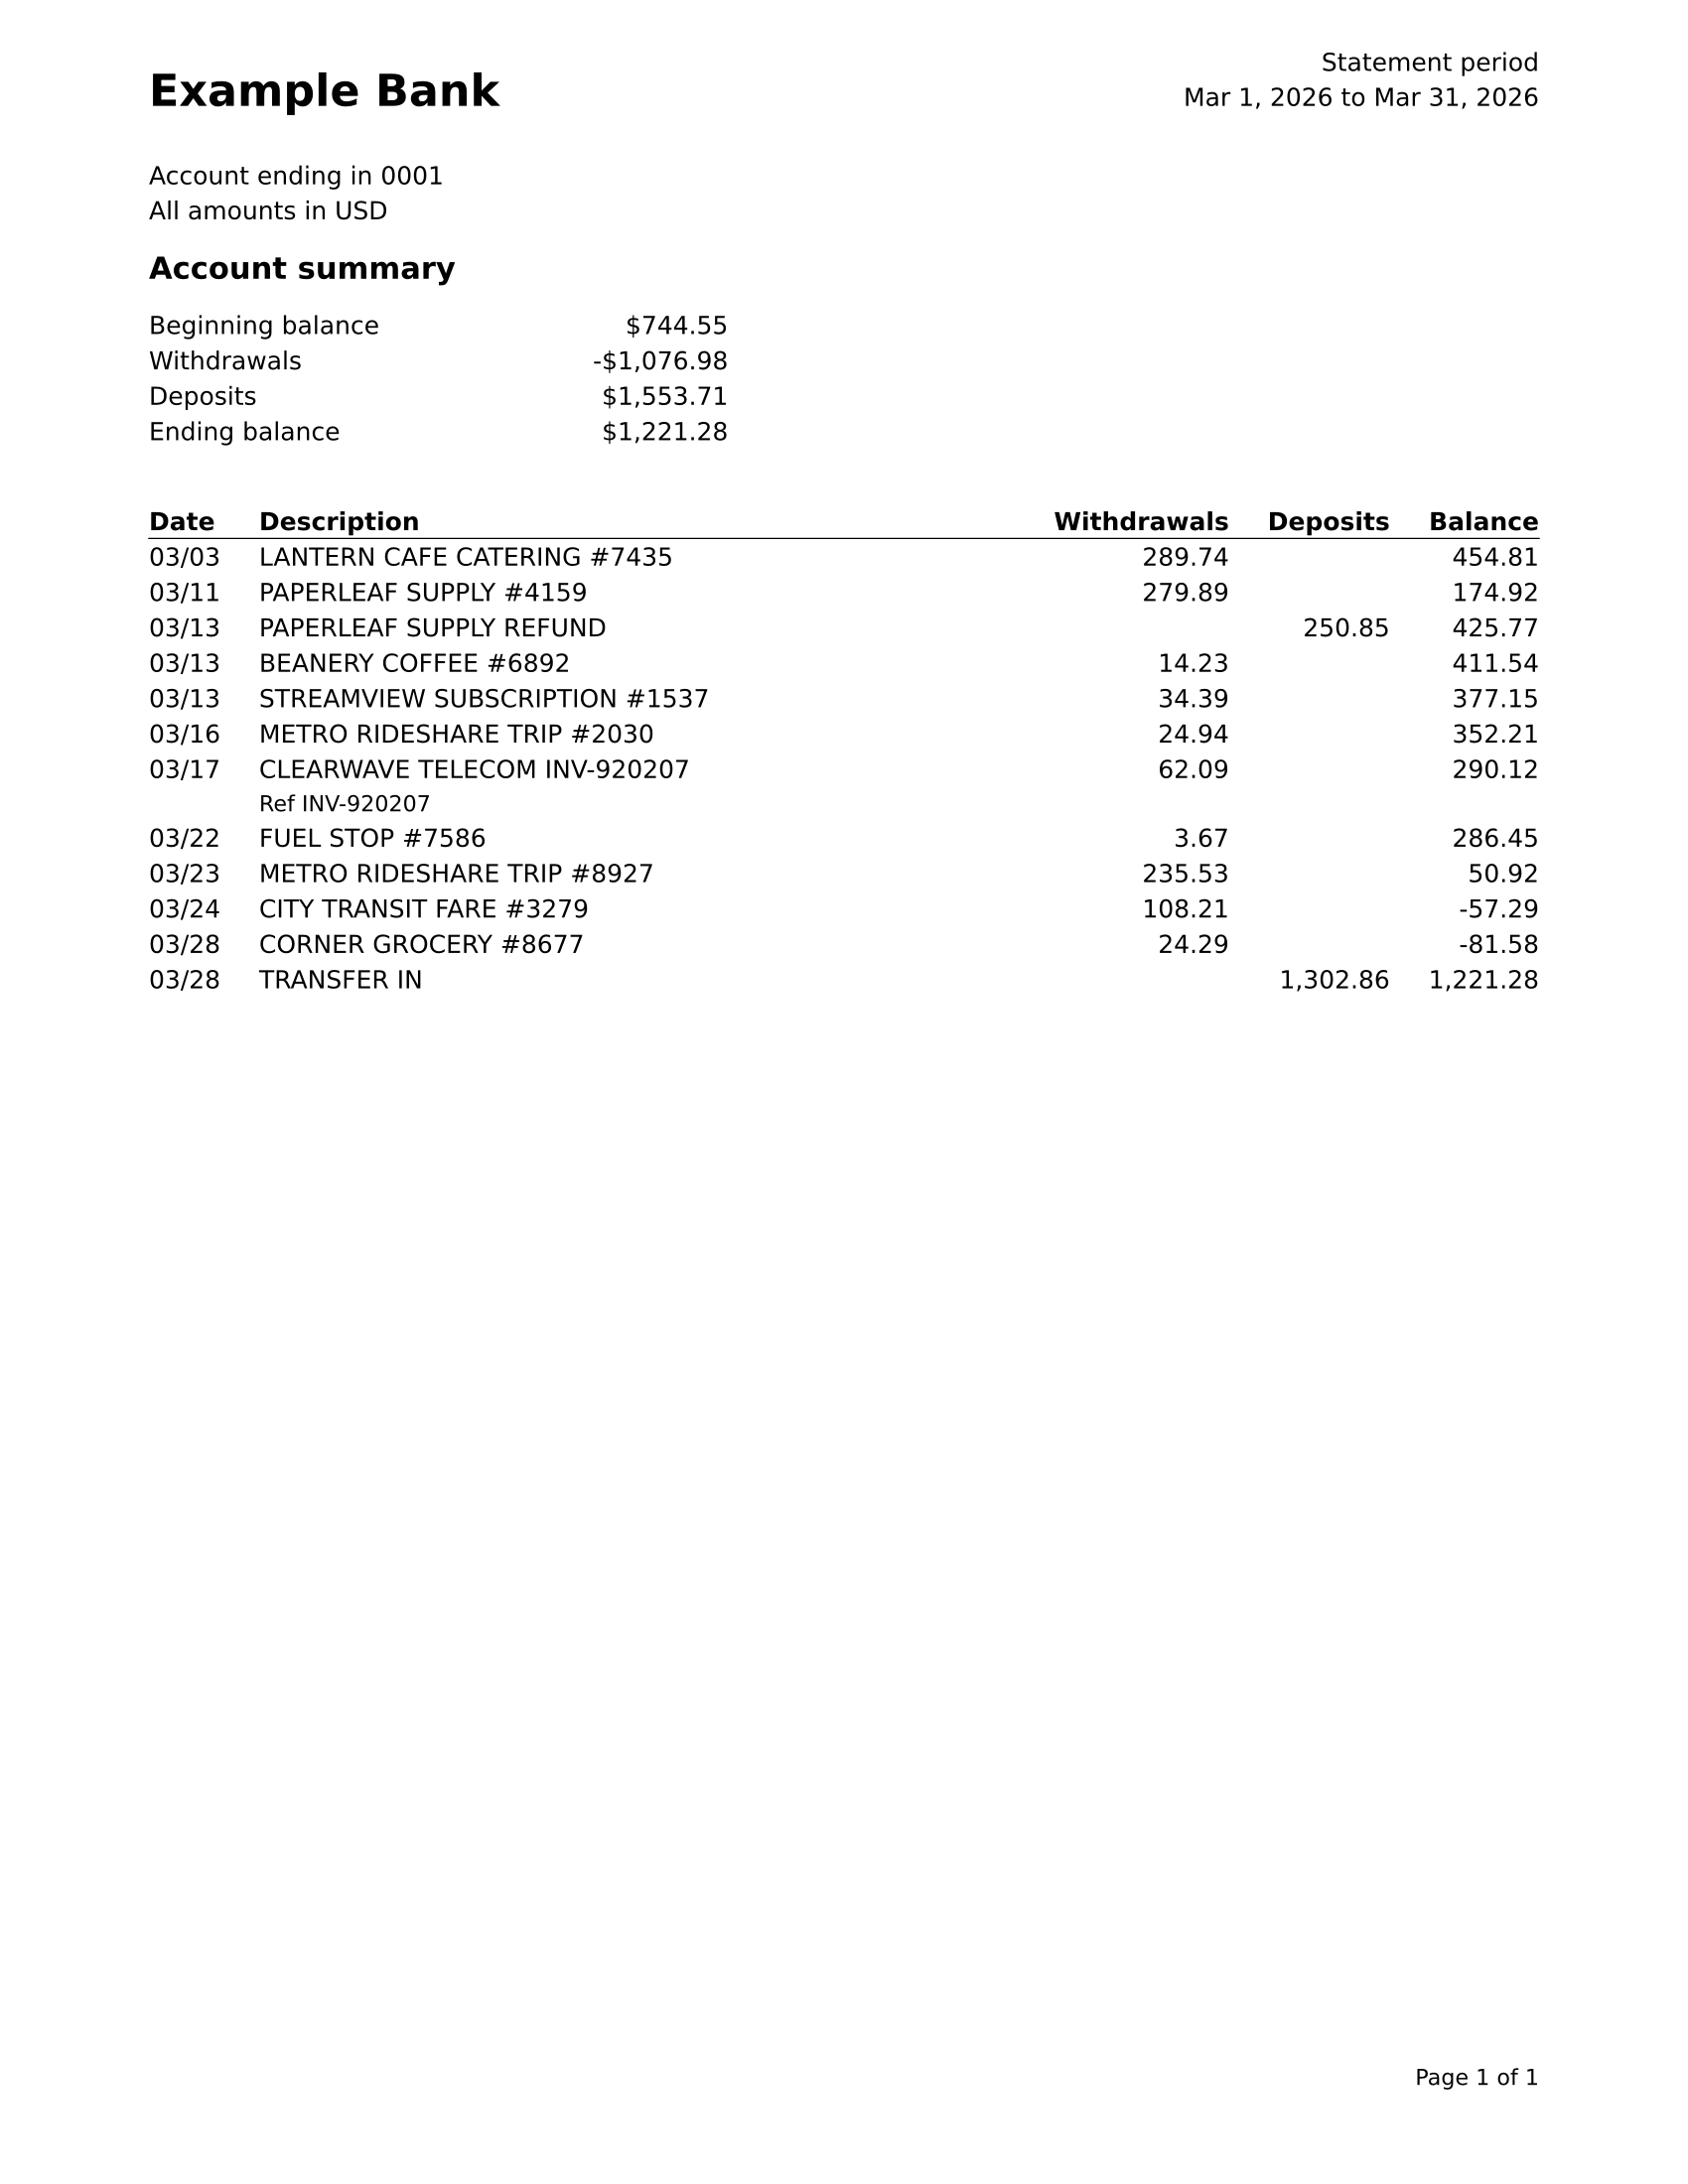 Example Bank
Statement period
Mar 1, 2026 to Mar 31, 2026
Account ending in 0001
All amounts in USD
Account summary
Beginning balance $744.55
Withdrawals -$1,076.98
Deposits $1,553.71
Ending balance $1,221.28
Date Description Withdrawals Deposits Balance
03/03 LANTERN CAFE CATERING #7435 289.74 454.81
03/11 PAPERLEAF SUPPLY #4159 279.89 174.92
03/13 PAPERLEAF SUPPLY REFUND 250.85 425.77
03/13 BEANERY COFFEE #6892 14.23 411.54
03/13 STREAMVIEW SUBSCRIPTION #1537 34.39 377.15
03/16 METRO RIDESHARE TRIP #2030 24.94 352.21
03/17 CLEARWAVE TELECOM INV-920207 62.09 290.12
Ref INV-920207
03/22 FUEL STOP #7586 3.67 286.45
03/23 METRO RIDESHARE TRIP #8927 235.53 50.92
03/24 CITY TRANSIT FARE #3279 108.21 -57.29
03/28 CORNER GROCERY #8677 24.29 -81.58
03/28 TRANSFER IN 1,302.86 1,221.28
Page 1 of 1